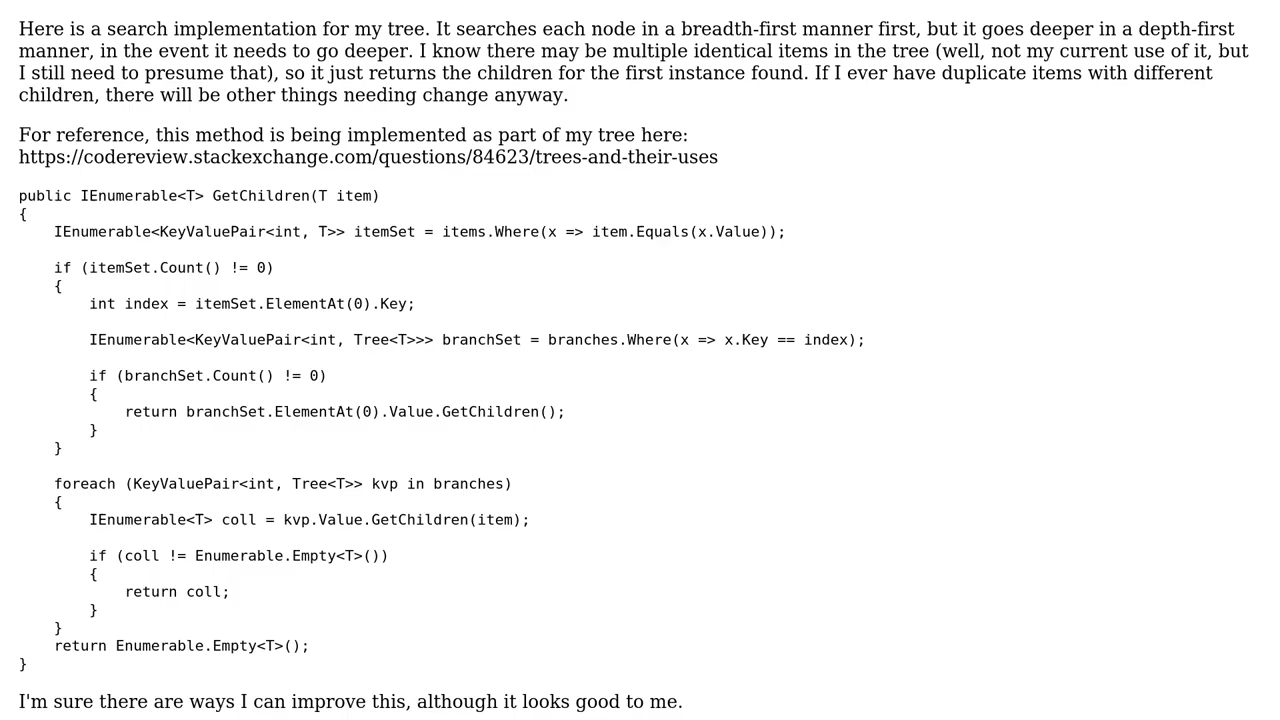 Here is a search implementation for my tree. It searches each node in a breadth-first manner first, but it goes deeper in a depth-first
manner, in the event it needs to go deeper. I know there may be multiple identical items in the tree (well, not my current use of it, but
I still need to presume that), so it just returns the children for the first instance found. If I ever have duplicate items with different
children, there will be other things needing change anyway.
For reference, this method is being implemented as part of my tree here:
https://codereview.stackexchange.com/questions/84623/trees-and-their-uses
public IEnumerable<T> GetChildren(T item)
{
    IEnumerable<KeyValuePair<int, T>> itemSet = items.Where(x => item.Equals(x.Value));
    if (itemSet.Count() != 0)
    {
        int index = itemSet.ElementAt(0).Key;
        IEnumerable<KeyValuePair<int, Tree<T>>> branchSet = branches.Where(x => x.Key == index);
        if (branchSet.Count() != 0)
        {
            return branchSet.ElementAt(0).Value.GetChildren();
        }
    }
    foreach (KeyValuePair<int, Tree<T>> kvp in branches)
    {
        IEnumerable<T> coll = kvp.Value.GetChildren(item);
        if (coll != Enumerable.Empty<T>())
        {
            return coll;
        }
    }
    return Enumerable.Empty<T>();
}
I'm sure there are ways I can improve this, although it looks good to me.